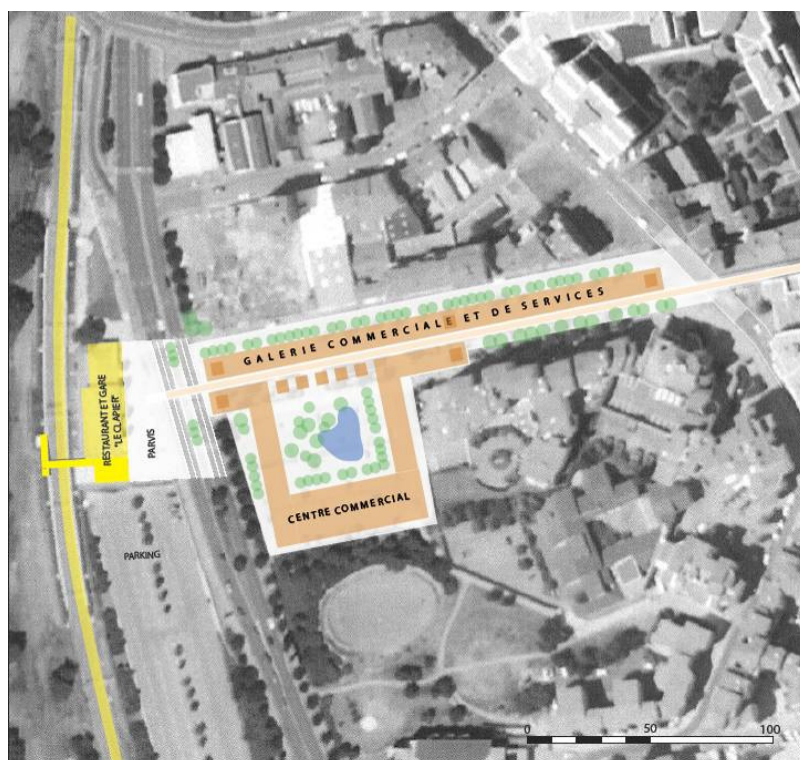 GALERIE COMMERCIALE ET DE SERVICES
RESTAURANT ET GARE
"LE CLAPIER"
PARVIS
CENTRE COMMERCIAL
PARKING
0 50 100